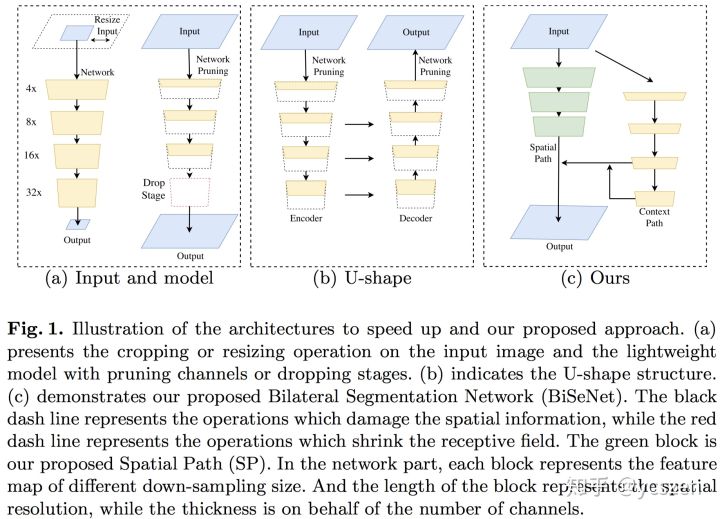 Resize
Input
Network
4x
8x
16x
32x
Output
Input
Network
Pruning
Drop
Stage
Output
(a) Input and model
Input
Output
Network
Pruning
Network
Pruning
Encoder
Decoder
(b) U-shape
Input
Spatial
Path
Context
Path
Output
(c) Ours
Fig. 1. Illustration of the architectures to speed up and our proposed approach. (a)
presents the cropping or resizing operation on the input image and the lightweight
model with pruning channels or dropping stages. (b) indicates the U-shape structure.
(c) demonstrates our proposed Bilateral Segmentation Network (BiSeNet). The black
dash line represents the operations which damage the spatial information, while the red
dash line represents the operations which shrink the receptive field. The green block is
our proposed Spatial Path (SP). In the network part, each block represents the feature
map of different down-sampling size. And the length of the block represents the spatial
resolution, while the thickness is on behalf of the number of channels.
知乎